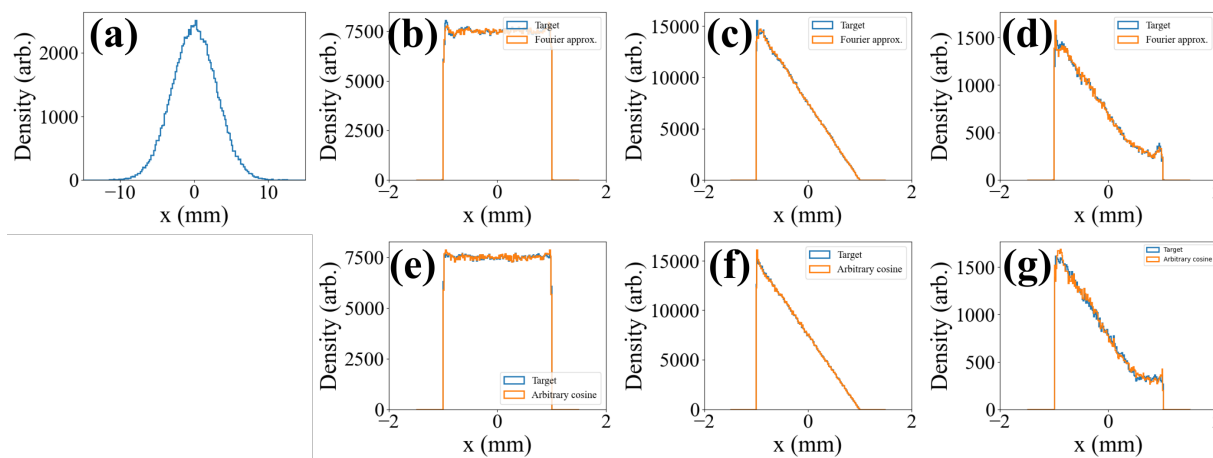 (a)
Density (arb.)
2000
1000
0
−10
0
10
x (mm)
(b)
Target
Fourier approx.
Density (arb.)
7500
5000
2500
0
−2
0
2
x (mm)
(c)
Target
Fourier approx.
Density (arb.)
15000
10000
5000
0
−2
0
2
x (mm)
(d)
Target
Fourier approx.
Density (arb.)
1500
1000
500
0
−2
0
2
x (mm)
(e)
Target
Arbitrary cosine
Density (arb.)
7500
5000
2500
0
−2
0
2
x (mm)
(f)
Target
Arbitrary cosine
Density (arb.)
15000
10000
5000
0
−2
0
2
x (mm)
(g)
Target
Arbitrary cosine
Density (arb.)
1500
1000
500
0
−2
0
2
x (mm)